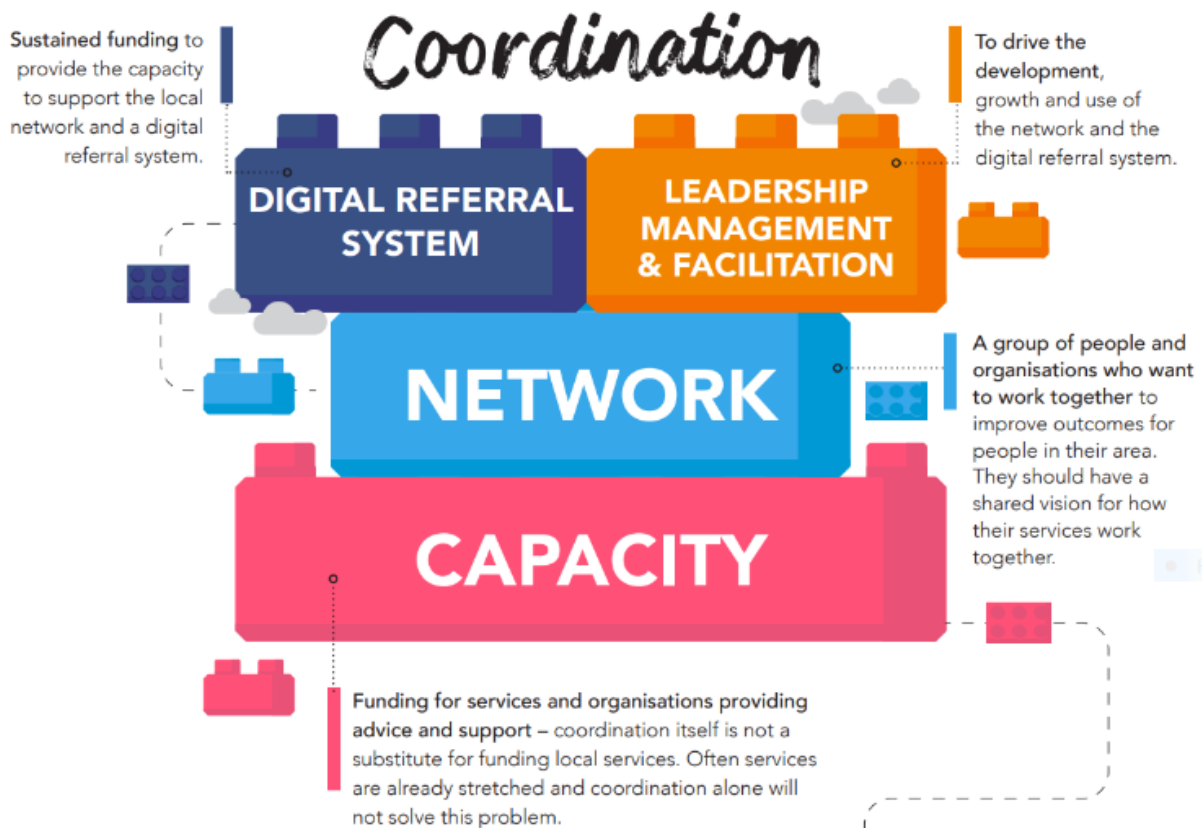 Coordination
Sustained funding to
provide the capacity
to support the local
network and a digital
referral system.
To drive the
development,
growth and use of
the network and the
digital referral system.
DIGITAL REFERRAL
SYSTEM
LEADERSHIP
MANAGEMENT
& FACILITATION
NETWORK
A group of people and
organisations who want
to work together to
improve outcomes for
people in their area.
They should have a
shared vision for how
their services work
together.
CAPACITY
Funding for services and organisations providing
advice and support – coordination itself is not a
substitute for funding local services. Often services
are already stretched and coordination alone will
not solve this problem.